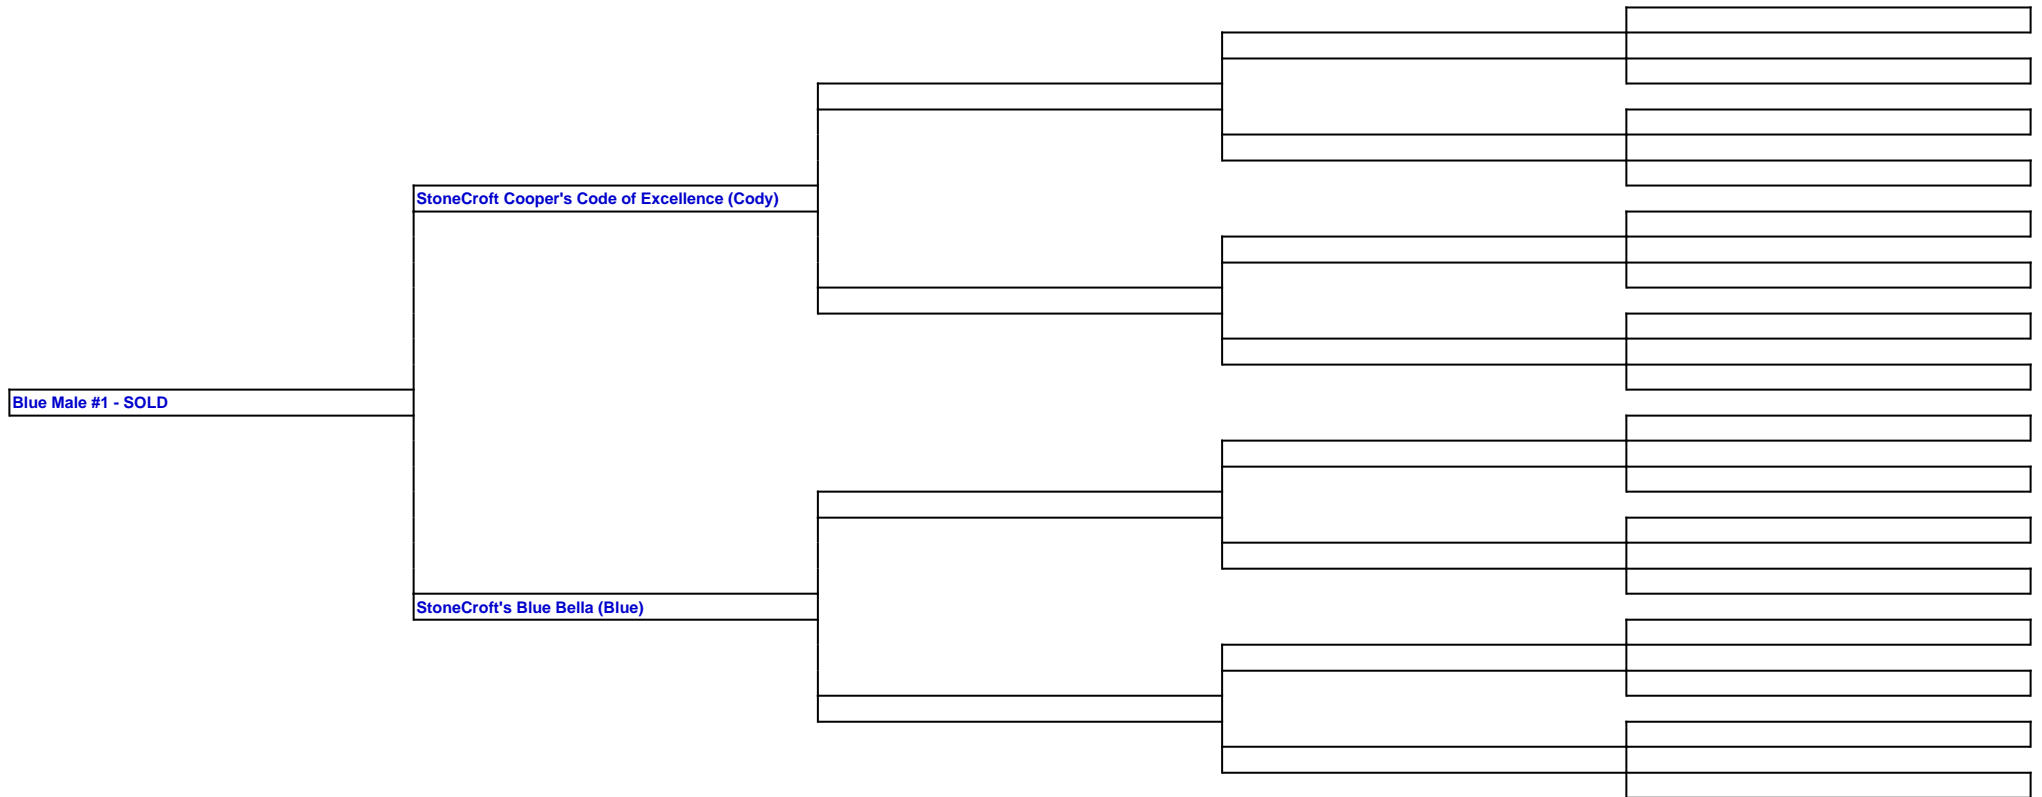 StoneCroft Cooper's Code of Excellence (Cody)
Blue Male #1 - SOLD
StoneCroft's Blue Bella (Blue)